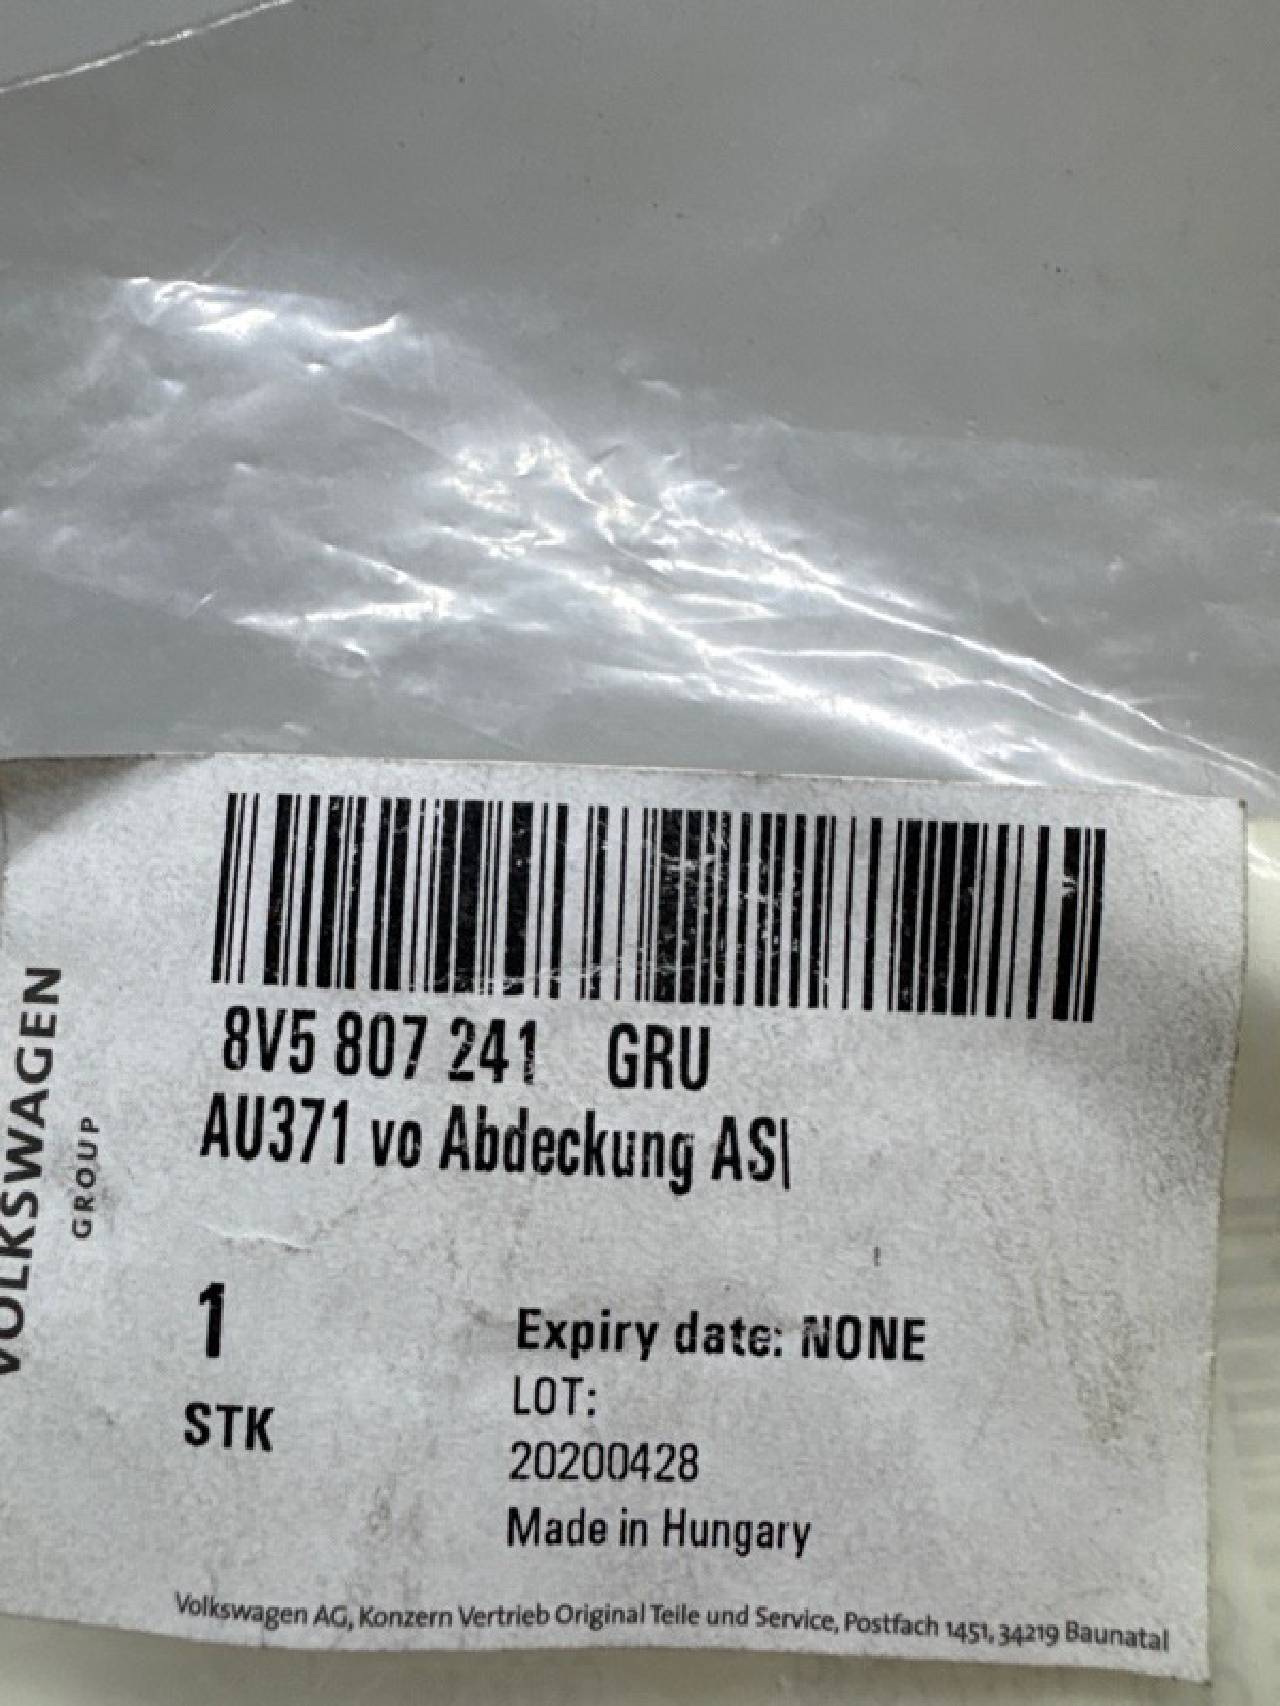 8V5 807 241 GRU
AU371 vo Abdeckung AS|
VOLKSWAGEN
GROUP
1
STK
Expiry date: NONE
LOT:
20200428
Made in Hungary
Volkswagen AG, Konzern Vertrieb Original Teile und Service, Postfach 1451, 34219 Baunatal